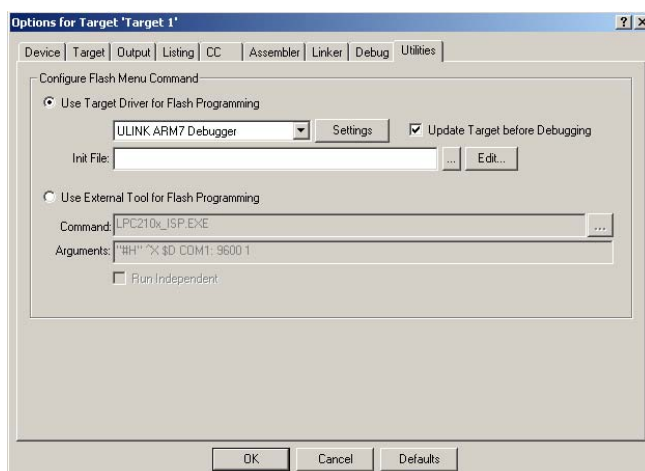 Options for Target 'Target 1'
Device Target Output Listing CC Assembler Linker Debug Utilities
Configure Flash Menu Command
Use Target Driver for Flash Programming
ULINK ARM7 Debugger Settings Update Target before Debugging
Init File: ... Edit...
Use External Tool for Flash Programming
Command: LPC210x_ISP.EXE ...
Arguments: "#H" ^X $D COM1: 9600 1
Run Independent
OK Cancel Defaults